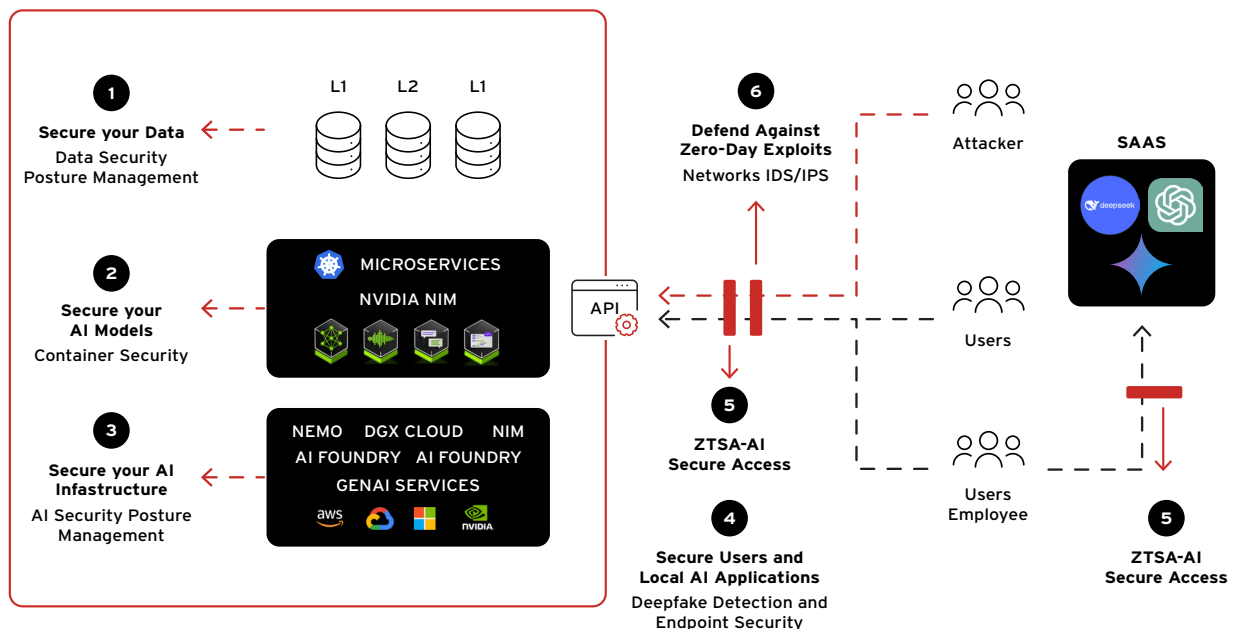 1
Secure your Data
Data Security
Posture Management
L1
L2
L1
2
Secure your
AI Models
Container Security
MICROSERVICES
NVIDIA NIM
3
Secure your AI
Infastructure
AI Security Posture
Management
NEMO DGX CLOUD NIM
AI FOUNDRY AI FOUNDRY
GENAI SERVICES
aws
NVIDIA
API
6
Defend Against
Zero-Day Exploits
Networks IDS/IPS
5
ZTSA-AI
Secure Access
4
Secure Users and
Local AI Applications
Deepfake Detection and
Endpoint Security
Attacker
Users
Users
Employee
SAAS
deepseek
5
ZTSA-AI
Secure Access